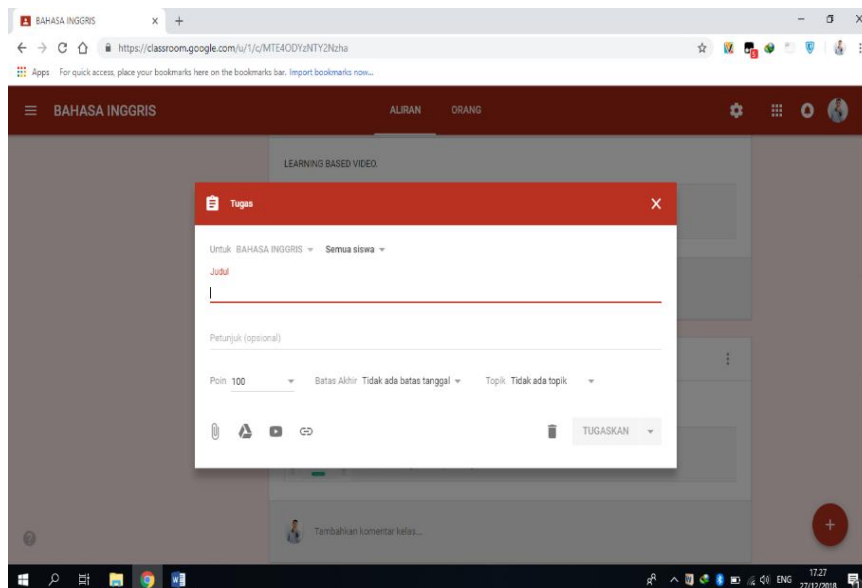 BAHASA INGGRIS
https://classroom.google.com/u/1/c/MTE4ODYzNTY2Nzha
Apps For quick access, place your bookmarks here on the bookmarks bar. Import bookmarks now...
BAHASA INGGRIS ALIRAN ORANG
LEARNING BASED VIDEO.
Tugas
Untuk BAHASA INGGRIS Semua siswa
Judul
Petunjuk (opsional)
Poin 100 Batas Akhir Tidak ada batas tanggal Topik Tidak ada topik
TUGASKAN
Tambahkan komentar kelas...
ENG 17.27
27/12/2018